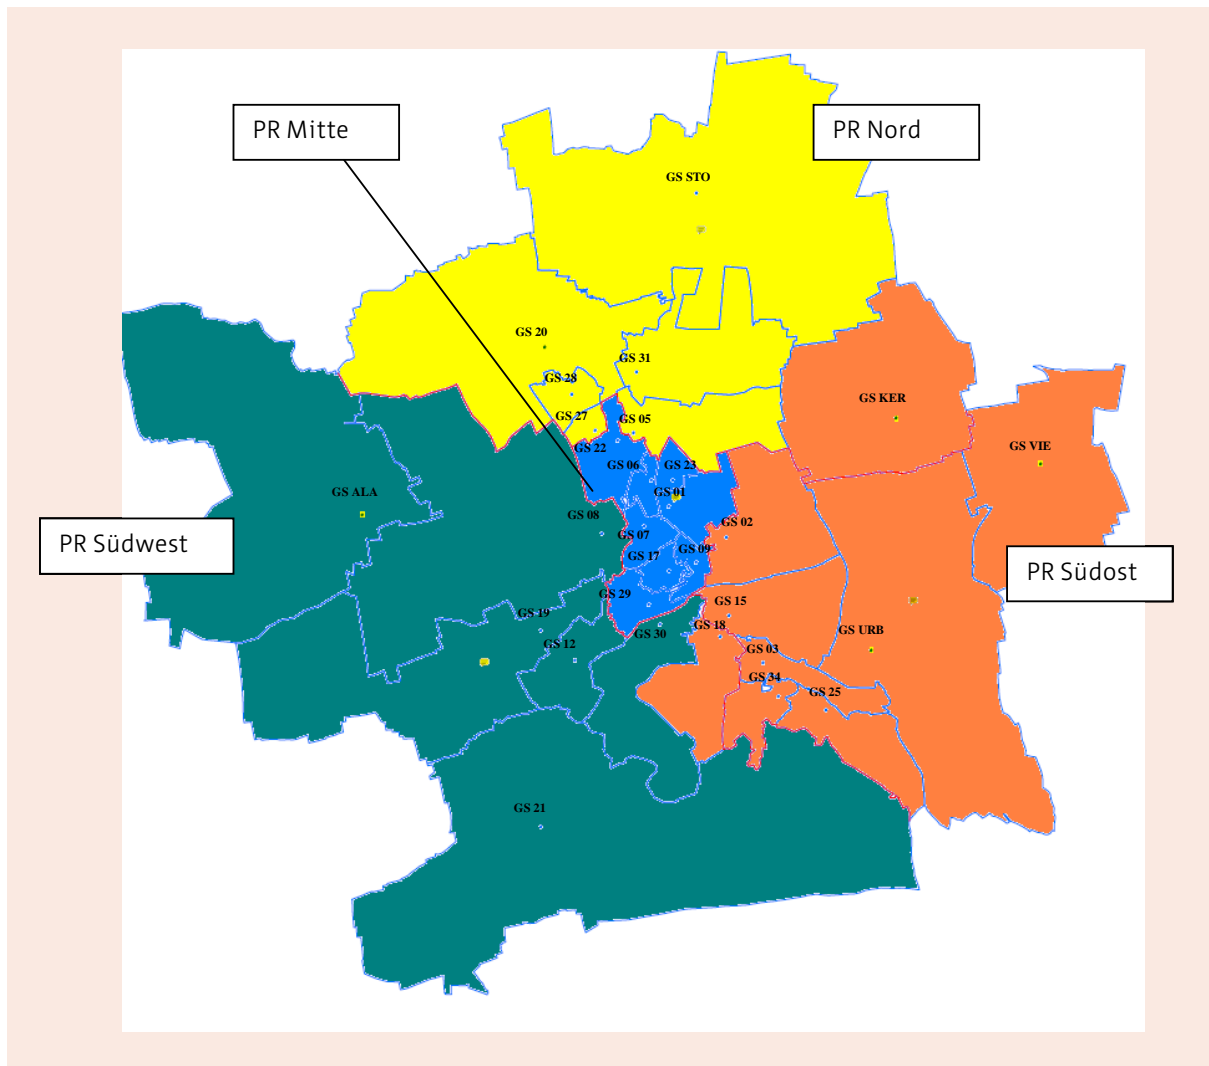 PR Mitte
PR Nord
GS STO
GS 20
GS 31
GS 28
GS KER
GS 27
GS 05
GS VIE
GS 22
GS 06
GS 23
GS ALA
GS 01
GS 08
GS 02
PR Südwest
GS 07
GS 17
GS 09
PR Südost
GS 29
GS 15
GS 19
GS 18
GS 30
GS URB
GS 12
GS 03
GS 34
GS 25
GS 21